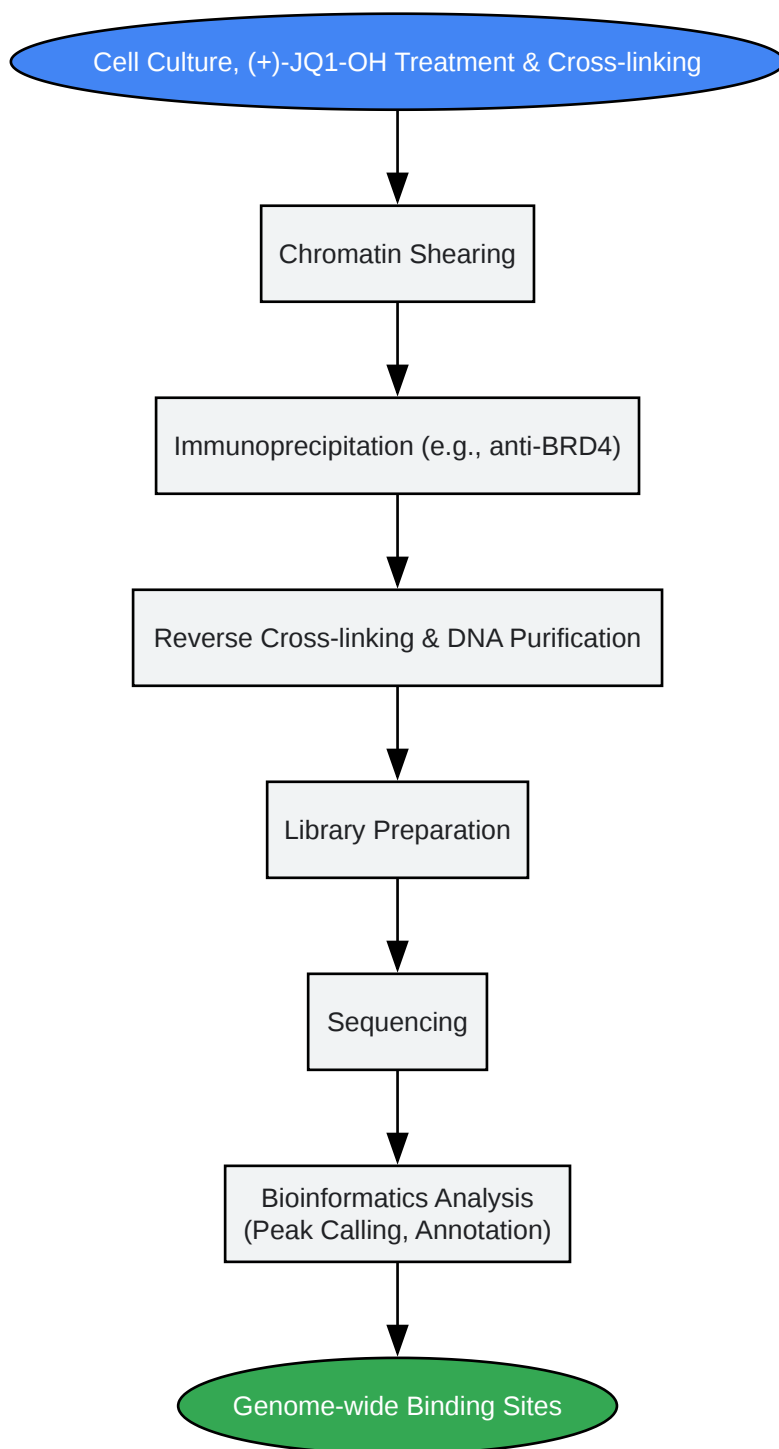 Cell Culture, (+)-JQ1-OH Treatment & Cross-linking
Chromatin Shearing
Immunoprecipitation (e.g., anti-BRD4)
Reverse Cross-linking & DNA Purification
Library Preparation
Sequencing
Bioinformatics Analysis
(Peak Calling, Annotation)
Genome-wide Binding Sites